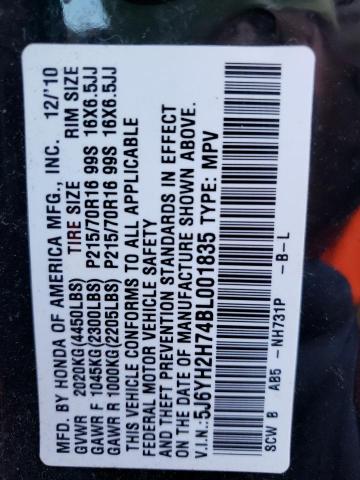 MFD. BY HONDA OF AMERICA MFG., INC. 12/'10
GVWR 2020KG(4450LBS) TIRE SIZE RIM SIZE
GAWR F 1045KG(2300LBS) P215/70R16 99S 16X6.5JJ
GAWR R 1000KG(2205LBS) P215/70R16 99S 16X6.5JJ
THIS VEHICLE CONFORMS TO ALL APPLICABLE
FEDERAL MOTOR VEHICLE SAFETY
AND THEFT PREVENTION STANDARDS IN EFFECT
ON THE DATE OF MANUFACTURE SHOWN ABOVE.
V.I.N.:5J6YH2H74BL001835 TYPE: MPV
SCW B AB5 -NH731P -B-L